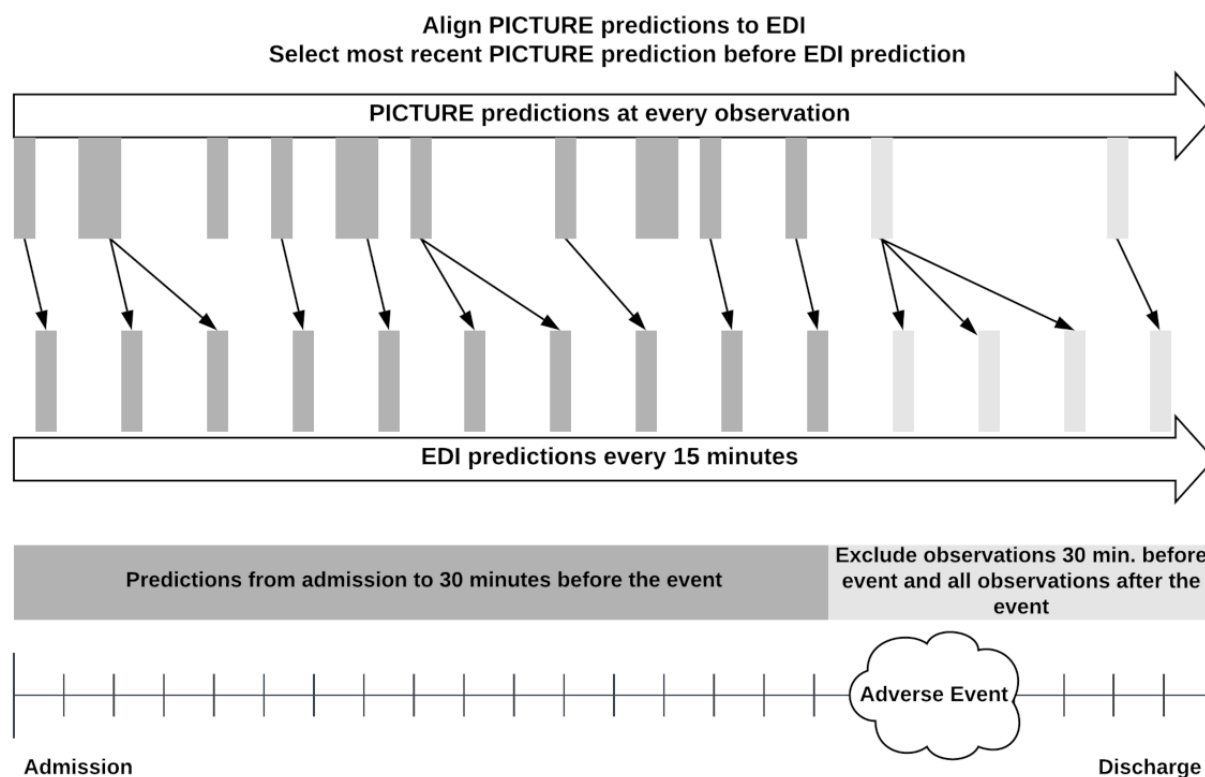 Align PICTURE predictions to EDI
Select most recent PICTURE prediction before EDI prediction
PICTURE predictions at every observation
EDI predictions every 15 minutes
Predictions from admission to 30 minutes before the event
Exclude observations 30 min. before
event and all observations after the
event
Adverse Event
Admission
Discharge